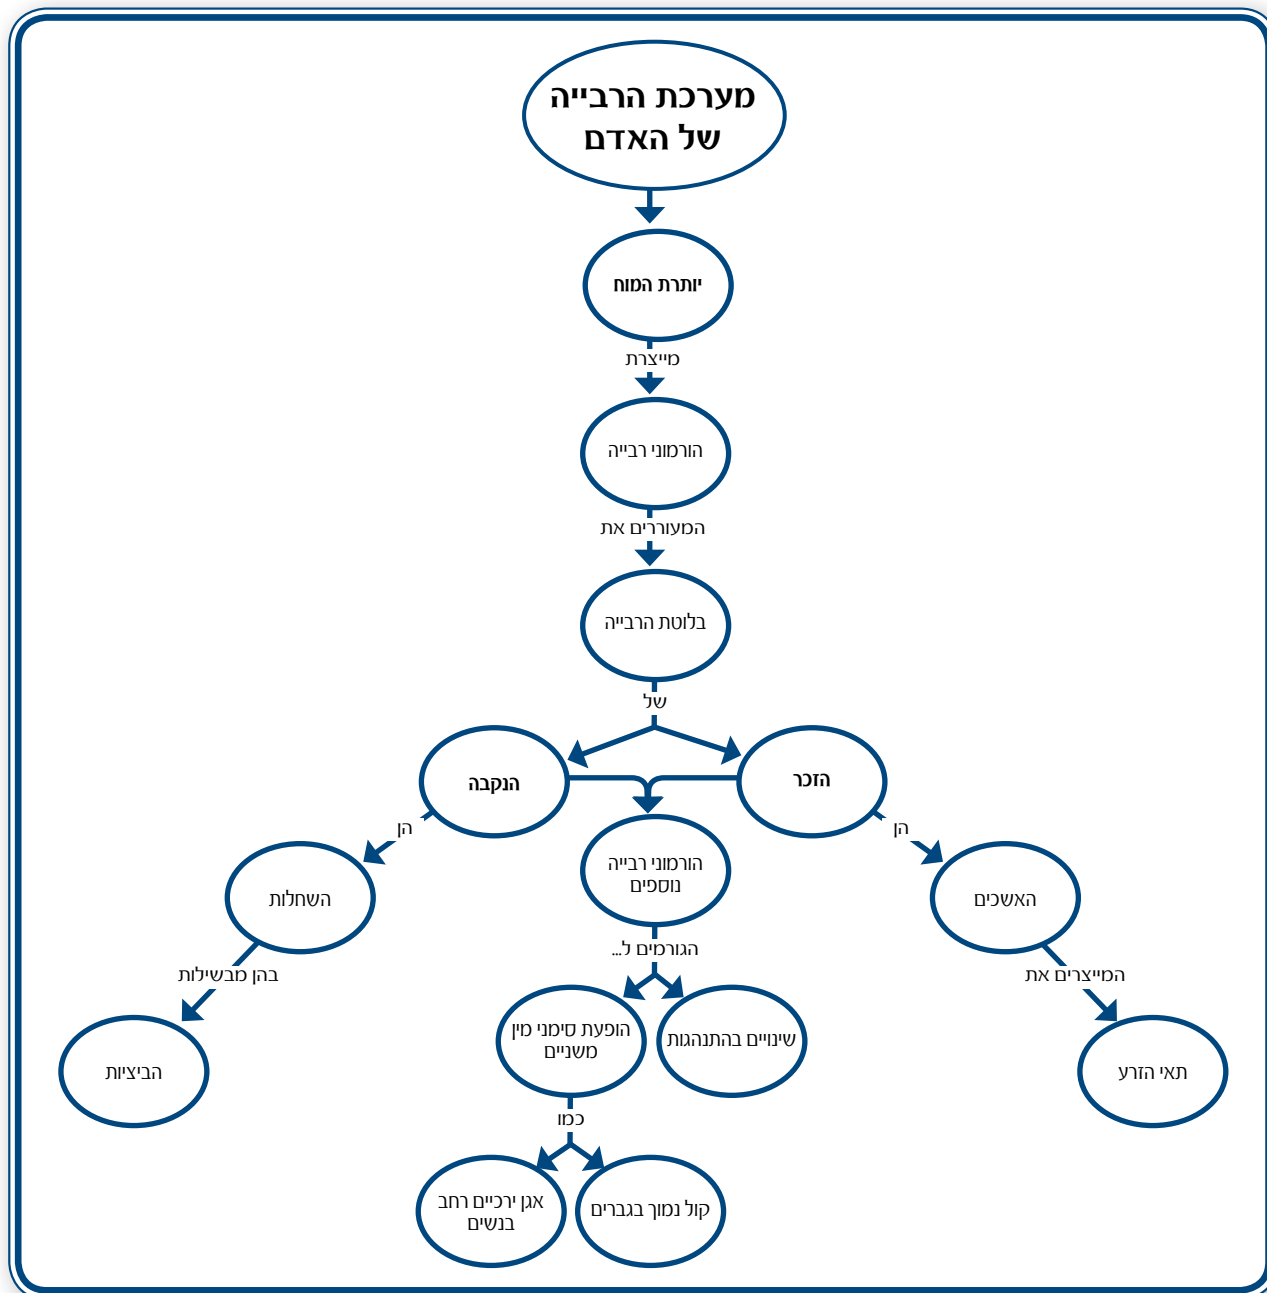 מערכת הרבייה
של האדם
יותרת המוח
מייצרת
הורמוני רבייה
המעוררים את
בלוטת הרבייה
של
הזכר
הנקבה
הן
הן
האשכים
הורמוני רבייה
נוספים
השחלות
המייצרים את
הגורמים ל...
בהן מבשילות
תאי הזרע
שינויים בהתנהגות
הופעת סימני מין
משניים
הביציות
כמו
קול נמוך בגברים
אגן ירכיים רחב
בנשים